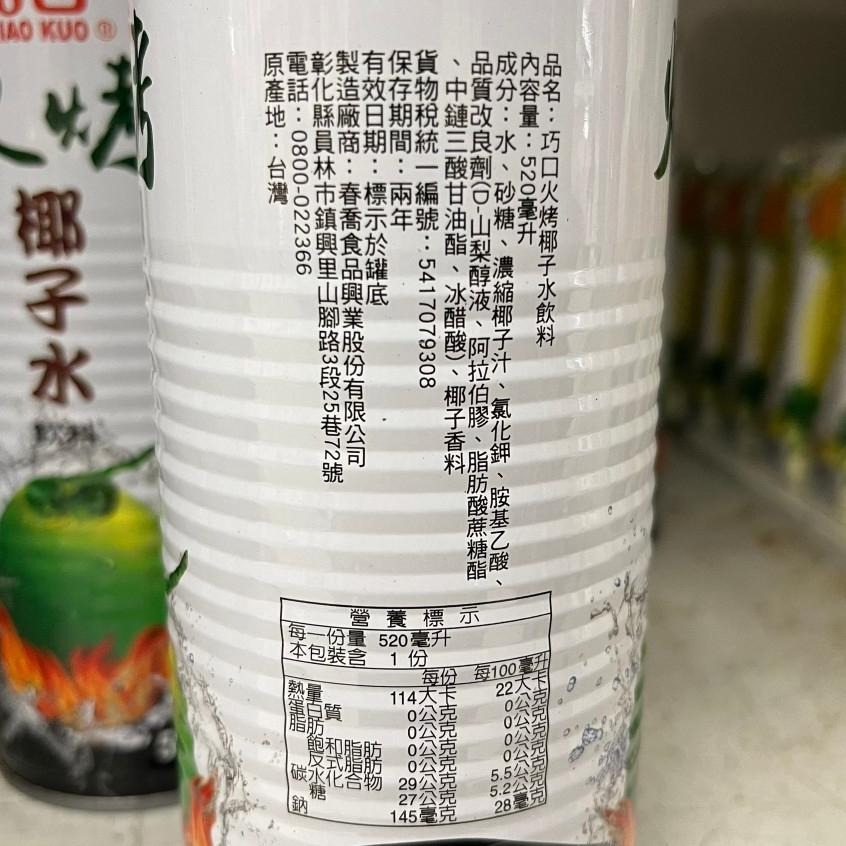 IAO KUO ®
火烤
椰子水
飲料
品名：巧口火烤椰子水飲料
內容量：520毫升
成分：水、砂糖、濃縮椰子汁、氯化鉀、胺基乙酸、
品質改良劑(D-山梨醇液、阿拉伯膠、脂肪酸蔗糖酯
、中鏈三酸甘油酯、冰醋酸)、椰子香料
貨物稅統一編號：5417079308
保存期間：兩年
有效日期：標示於罐底
製造廠商：春喬食品興業股份有限公司
彰化縣員林市鎮興里山腳路3段25巷72號
電話：0800-022366
原產地：台灣
營養標示
每一份量 520毫升
本包裝含 1 份
每份 每100毫升
熱量 114大卡 22大卡
蛋白質 0公克 0公克
脂肪 0公克 0公克
飽和脂肪 0公克 0公克
反式脂肪 0公克 0公克
碳水化合物 29公克 5.5公克
糖 27公克 5.2公克
鈉 145毫克 28毫克